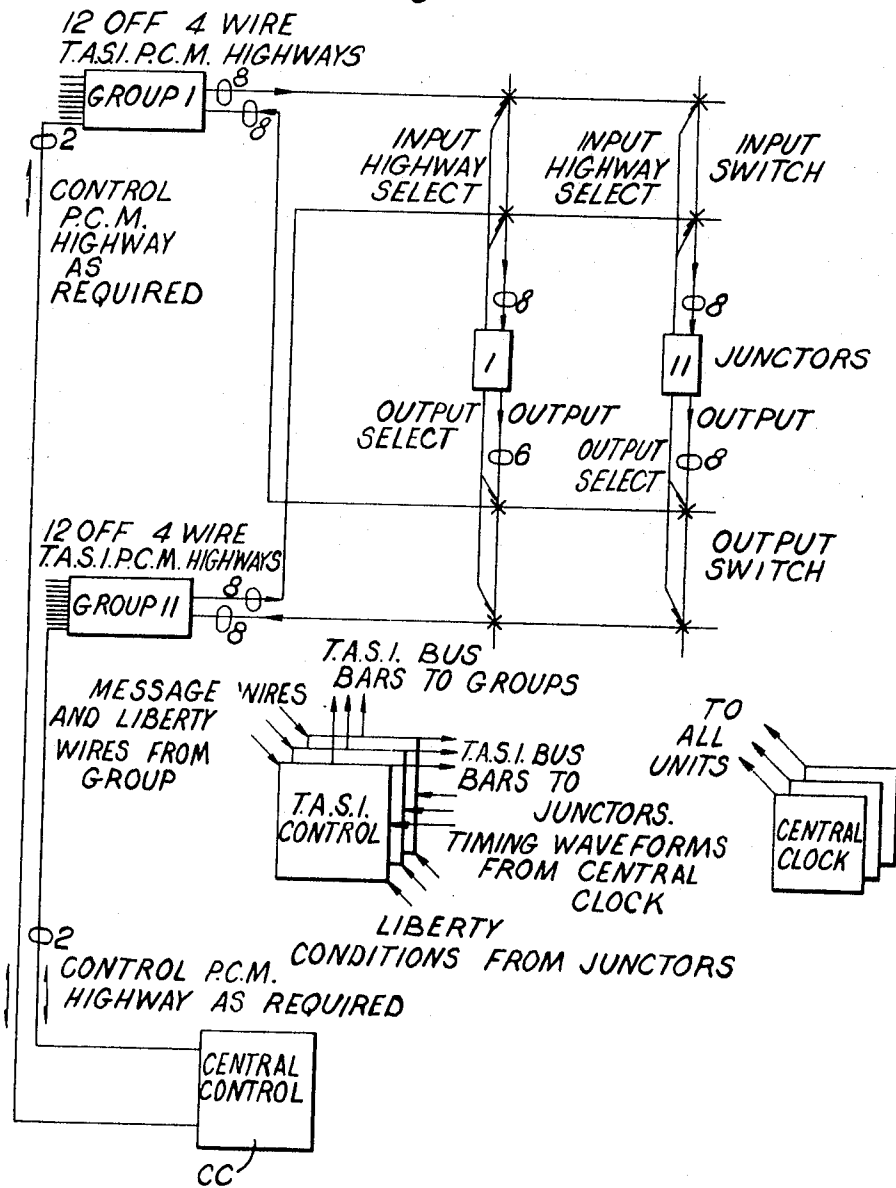 12 OFF 4 WIRE
T.A.S.I. P.C.M. HIGHWAYS
GROUP I
8
8
2
CONTROL
P.C.M.
HIGHWAY
AS
REQUIRED
INPUT
HIGHWAY
SELECT
INPUT
HIGHWAY
SELECT
INPUT
SWITCH
8
8
I
II
JUNCTORS
OUTPUT
SELECT
OUTPUT
6
OUTPUT
SELECT
OUTPUT
8
OUTPUT
SWITCH
12 OFF 4 WIRE
T.A.S.I. P.C.M. HIGHWAYS
GROUP II
8
8
T.A.S.I. BUS
BARS TO GROUPS
MESSAGE WIRES
AND LIBERTY
WIRES FROM
GROUP
T.A.S.I.
CONTROL
T.A.S.I. BUS
BARS TO
JUNCTORS.
TIMING WAVEFORMS
FROM CENTRAL
CLOCK
LIBERTY
CONDITIONS FROM JUNCTORS
TO
ALL
UNITS
CENTRAL
CLOCK
2
CONTROL P.C.M.
HIGHWAY AS REQUIRED
CENTRAL
CONTROL
CC